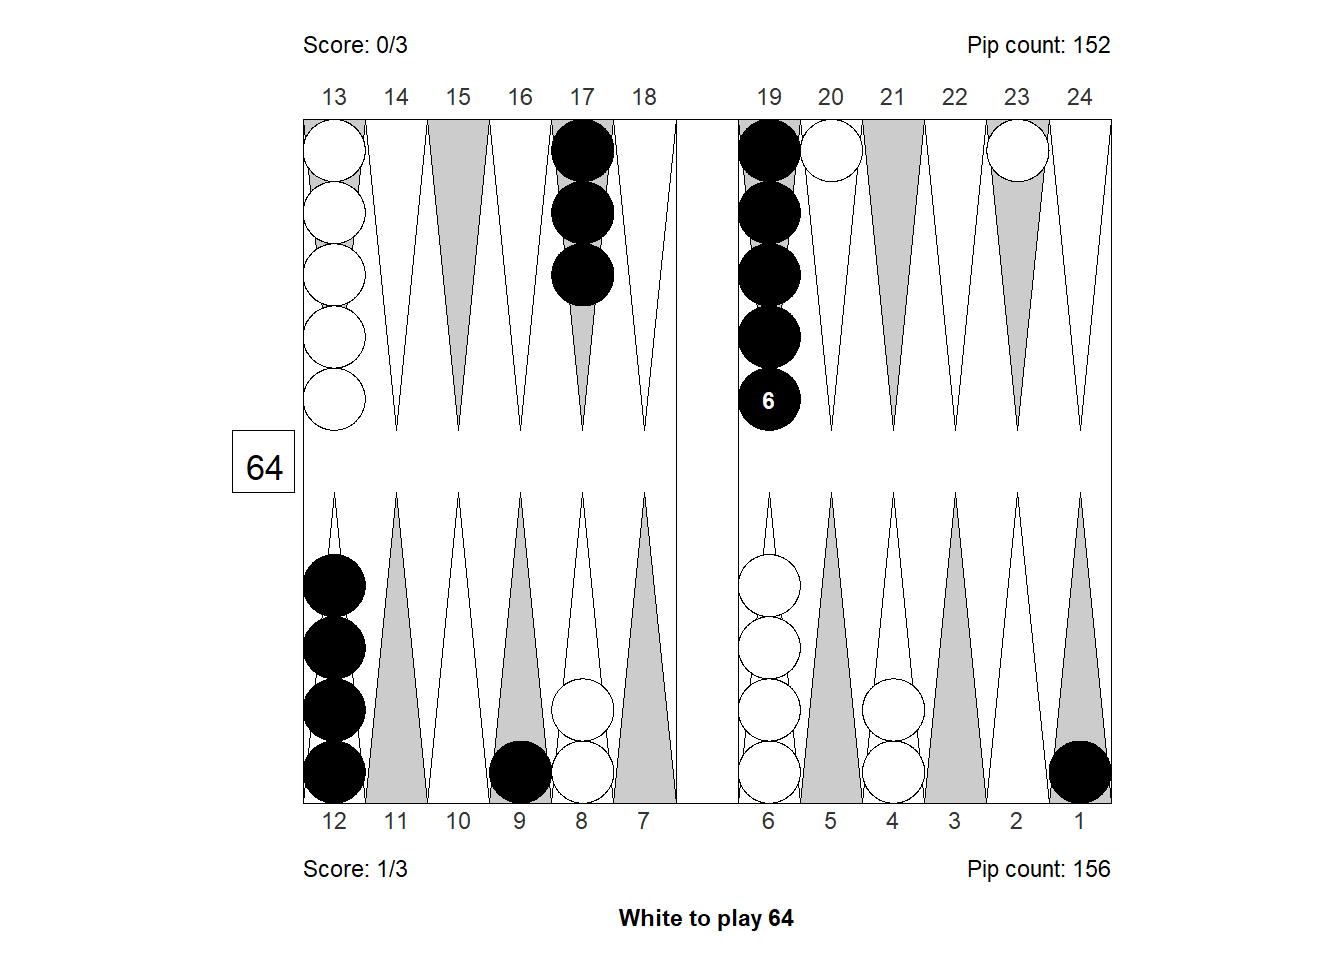 Score: 0/3 Pip count: 152
13 14 15 16 17 18 19 20 21 22 23 24
6
64
12 11 10 9 8 7 6 5 4 3 2 1
Score: 1/3 Pip count: 156
White to play 64